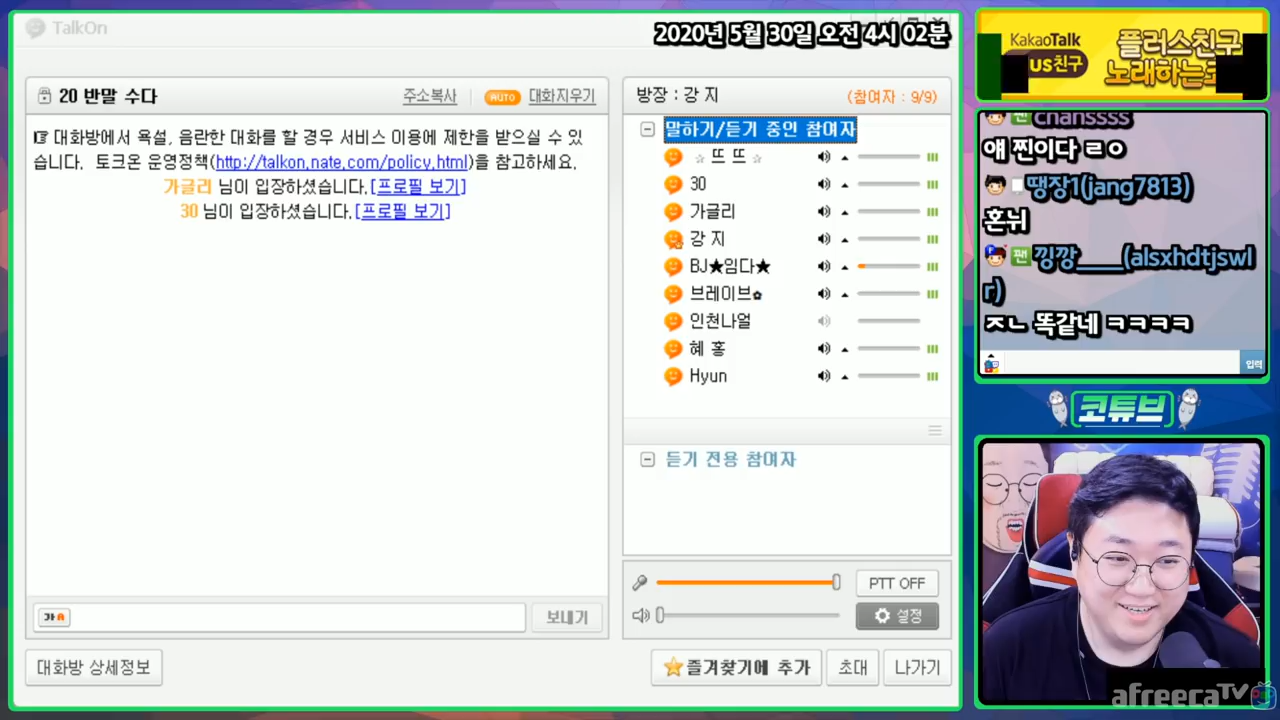 TalkOn
2020년 5월 30일 오전 4시 02분
20 반말 수다
주소복사
AUTO 대화지우기
☞ 대화방에서 욕설, 음란한 대화를 할 경우 서비스 이용에 제한을 받으실 수 있
습니다. 토크온 운영정책(http://talkon.nate.com/policy.html)을 참고하세요.
가글러 님이 입장하셨습니다.[프로필 보기]
30 님이 입장하셨습니다.[프로필 보기]
가A
보내기
대화방 상세정보
방장 : 강 지
(참여자 : 9/9)
말하기/듣기 중인 참여자
☆ 뜨 뜨 ☆
30
가글리
강 지
BJ★임다★
브레이브✿
인천나얼
혜 홍
Hyun
듣기 전용 참여자
PTT OFF
설정
즐겨찾기에 추가
초대
나가기
KakaoTalk
US친구
플러스친구
노래하는코
팬 chanssss
얘 찐이다 ㄹㅇ
땡장1(jang7813)
혼뉘
팬 낑깡____(alsxhdtjswl
r)
ㅈㄴ 똑같네 ㅋㅋㅋㅋ
입력
코튜브
afreecaTV